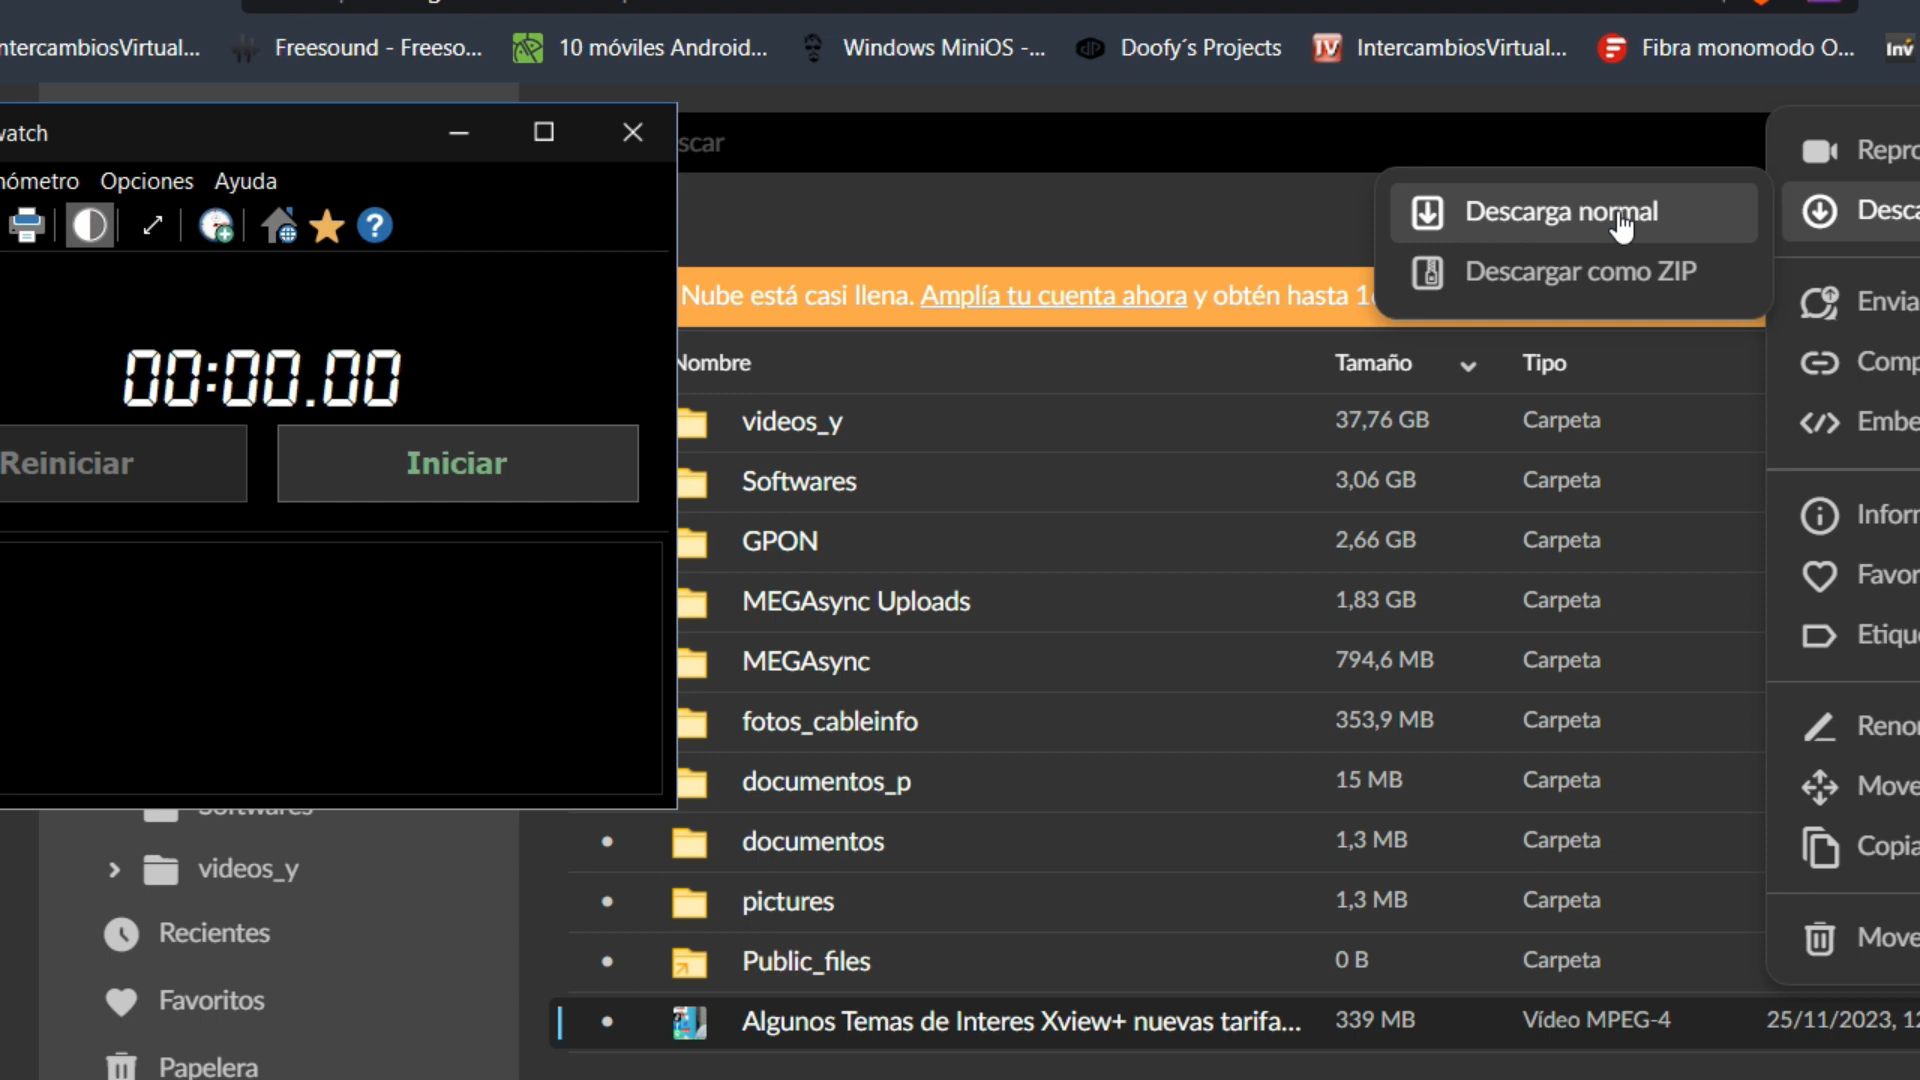 ntercambiosVirtual... Freesound - Freeso... 10 móviles Android... Windows MiniOS -... Doofy´s Projects IntercambiosVirtual... Fibra monomodo O... Inv
watch
scar
Repro
nómetro Opciones Ayuda
Descarga normal
Desca
Descargar como ZIP
Nube está casi llena. Amplía tu cuenta ahora y obtén hasta 1
Envia
00:00.00
Nombre Tamaño Tipo
Comp
videos_y 37,76 GB Carpeta
Embe
Reiniciar Iniciar
Softwares 3,06 GB Carpeta
Infor
GPON 2,66 GB Carpeta
Favor
MEGAsync Uploads 1,83 GB Carpeta
Etique
MEGAsync 794,6 MB Carpeta
fotos_cableinfo 353,9 MB Carpeta
Reno
documentos_p 15 MB Carpeta
Move
Softwares
documentos 1,3 MB Carpeta
Copia
videos_y
pictures 1,3 MB Carpeta
Recientes
Move
Public_files 0 B Carpeta
Favoritos
Algunos Temas de Interes Xview+ nuevas tarifa... 339 MB Vídeo MPEG-4 25/11/2023, 12
Papelera